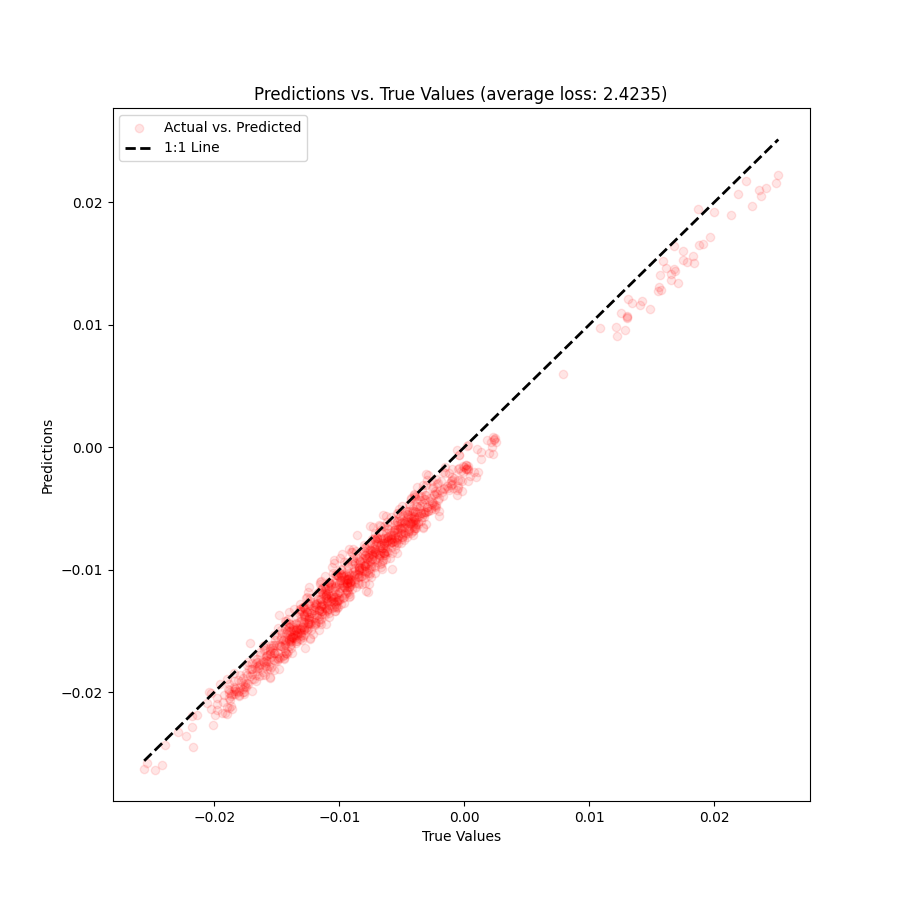 Predictions vs. True Values (average loss: 2.4235)
Actual vs. Predicted
1:1 Line
0.02
0.01
0.00
−0.01
−0.02
Predictions
−0.02
−0.01
0.00
0.01
0.02
True Values